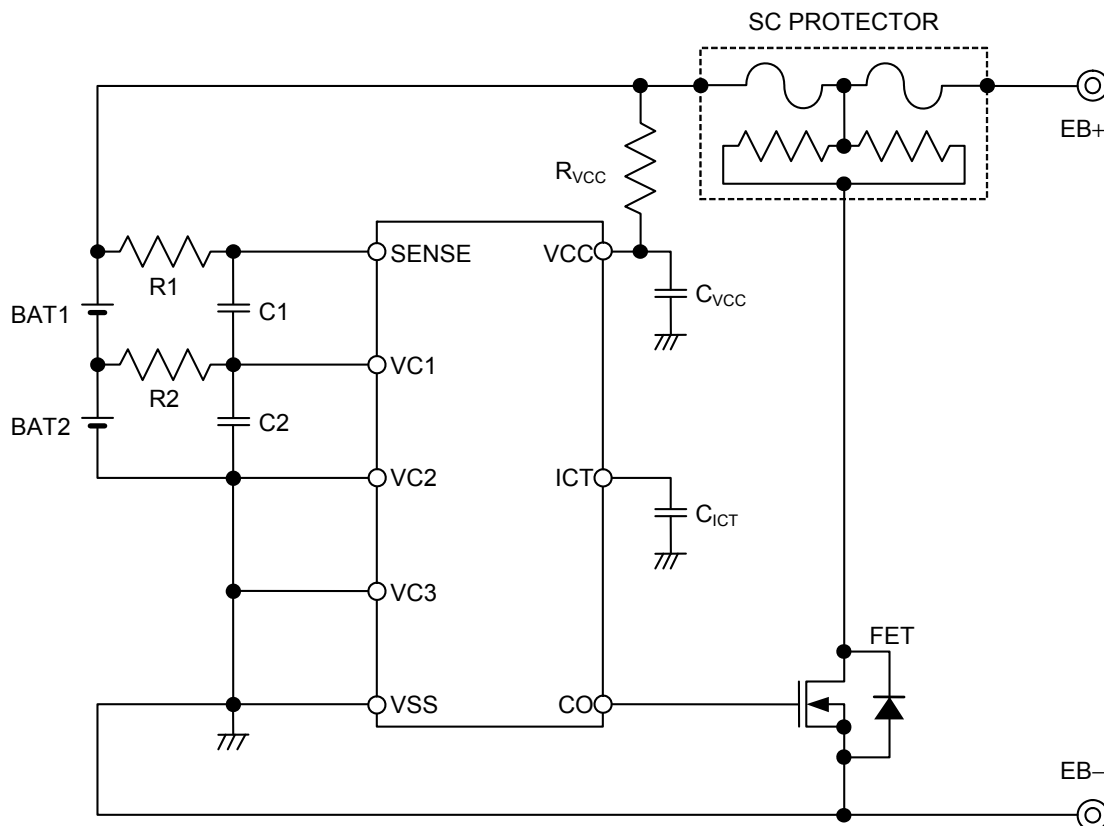 SC PROTECTOR
EB+
RVCC
SENSE
VCC
R1
C1
CVCC
BAT1
VC1
R2
C2
BAT2
VC2
ICT
CICT
VC3
FET
VSS
CO
EB−